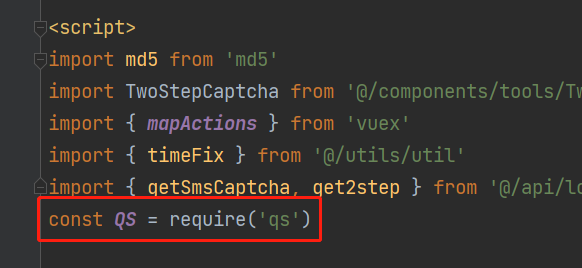 <script>
import md5 from 'md5'
import TwoStepCaptcha from '@/components/tools/Tw
import { mapActions } from 'vuex'
import { timeFix } from '@/utils/util'
import { getSmsCaptcha, get2step } from '@/api/lo
const QS = require('qs')